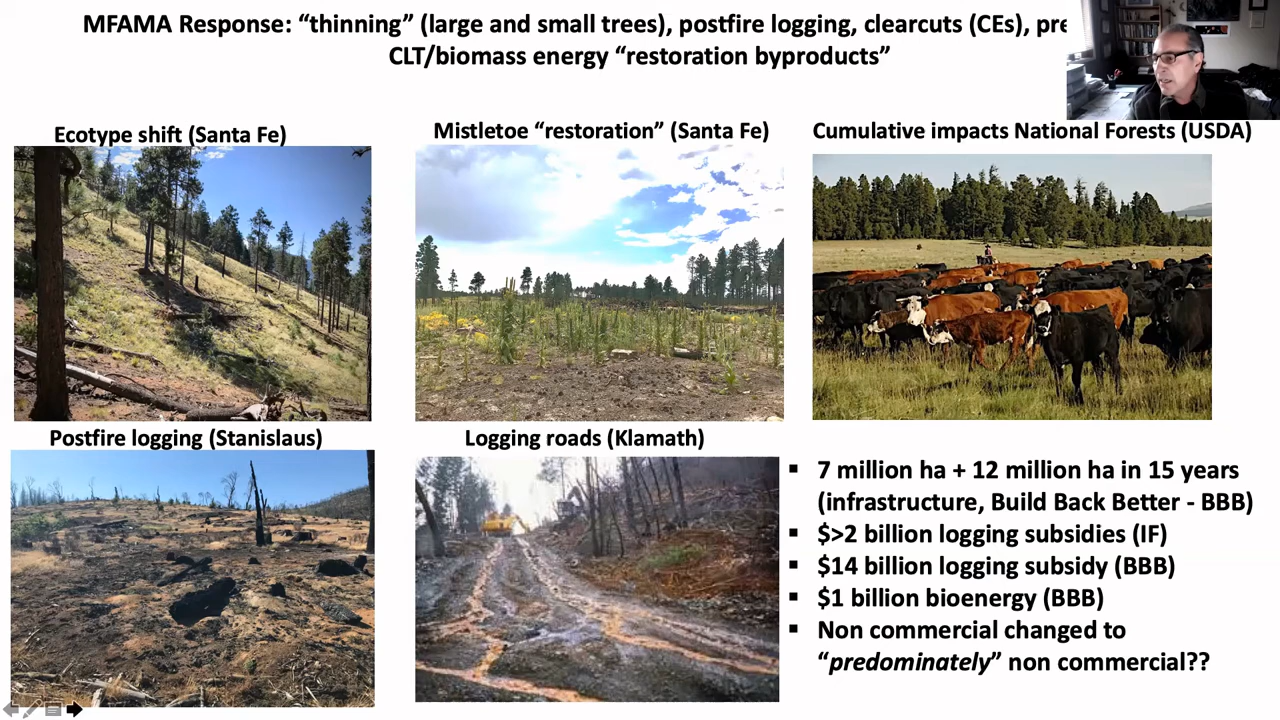 MFAMA Response: “thinning” (large and small trees), postfire logging, clearcuts (CEs),
CLT/biomass energy “restoration byproducts”
Ecotype shift (Santa Fe)
Mistletoe “restoration” (Santa Fe)
Cumulative impacts National Forests (USDA)
Postfire logging (Stanislaus)
Logging roads (Klamath)
▪ 7 million ha + 12 million ha in 15 years
(infrastructure, Build Back Better - BBB)
▪ $>2 billion logging subsidies (IF)
▪ $14 billion logging subsidy (BBB)
▪ $1 billion bioenergy (BBB)
▪ Non commercial changed to
“predominately” non commercial??